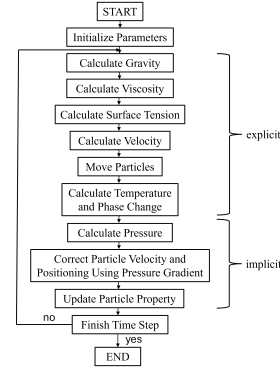 START
Initialize Parameters
Calculate Gravity
Calculate Viscosity
Calculate Surface Tension
Calculate Velocity
Move Particles
Calculate Temperature
and Phase Change
explicit
Calculate Pressure
Correct Particle Velocity and
Positioning Using Pressure Gradient
Update Particle Property
implicit
no
Finish Time Step
yes
END